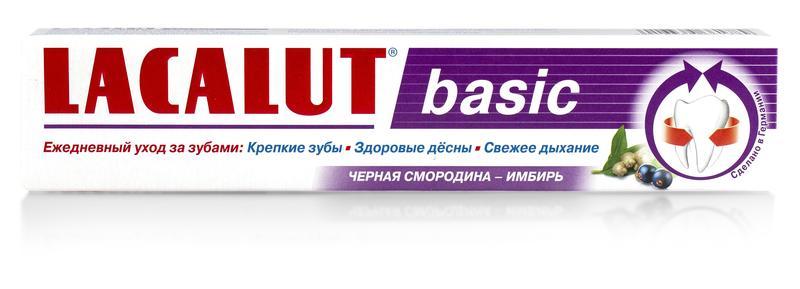 LACALUT® basic
Ежедневный уход за зубами: Крепкие зубы ▪ Здоровые дёсны ▪ Свежее дыхание
ЧЕРНАЯ СМОРОДИНА – ИМБИРЬ
Сделано в Германии